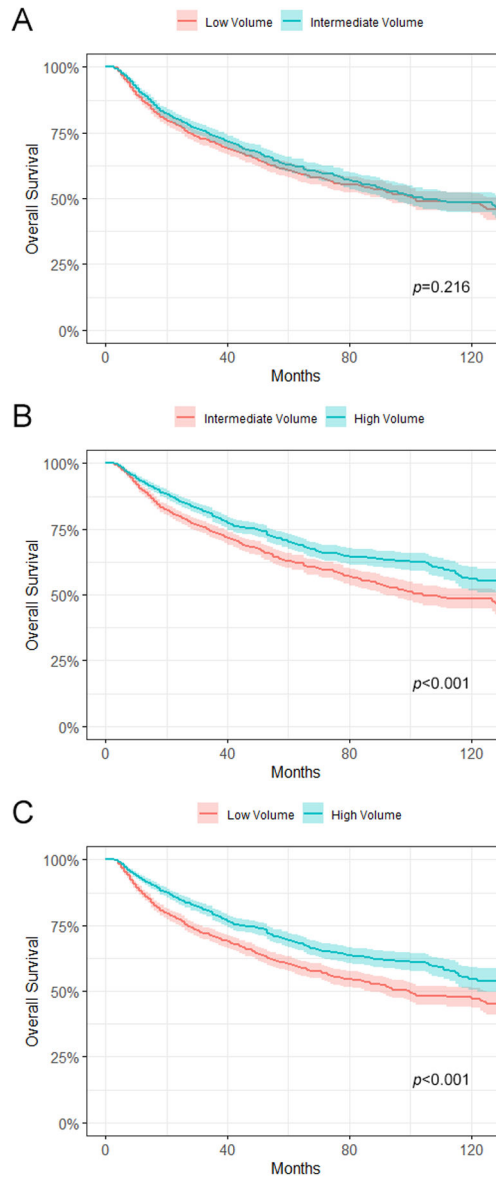 A
Low Volume Intermediate Volume
100%
75%
50%
25%
0%
Overall Survival
p=0.216
0 40 80 120
Months
B
Intermediate Volume High Volume
100%
75%
50%
25%
0%
Overall Survival
p<0.001
0 40 80 120
Months
C
Low Volume High Volume
100%
75%
50%
25%
0%
Overall Survival
p<0.001
0 40 80 120
Months